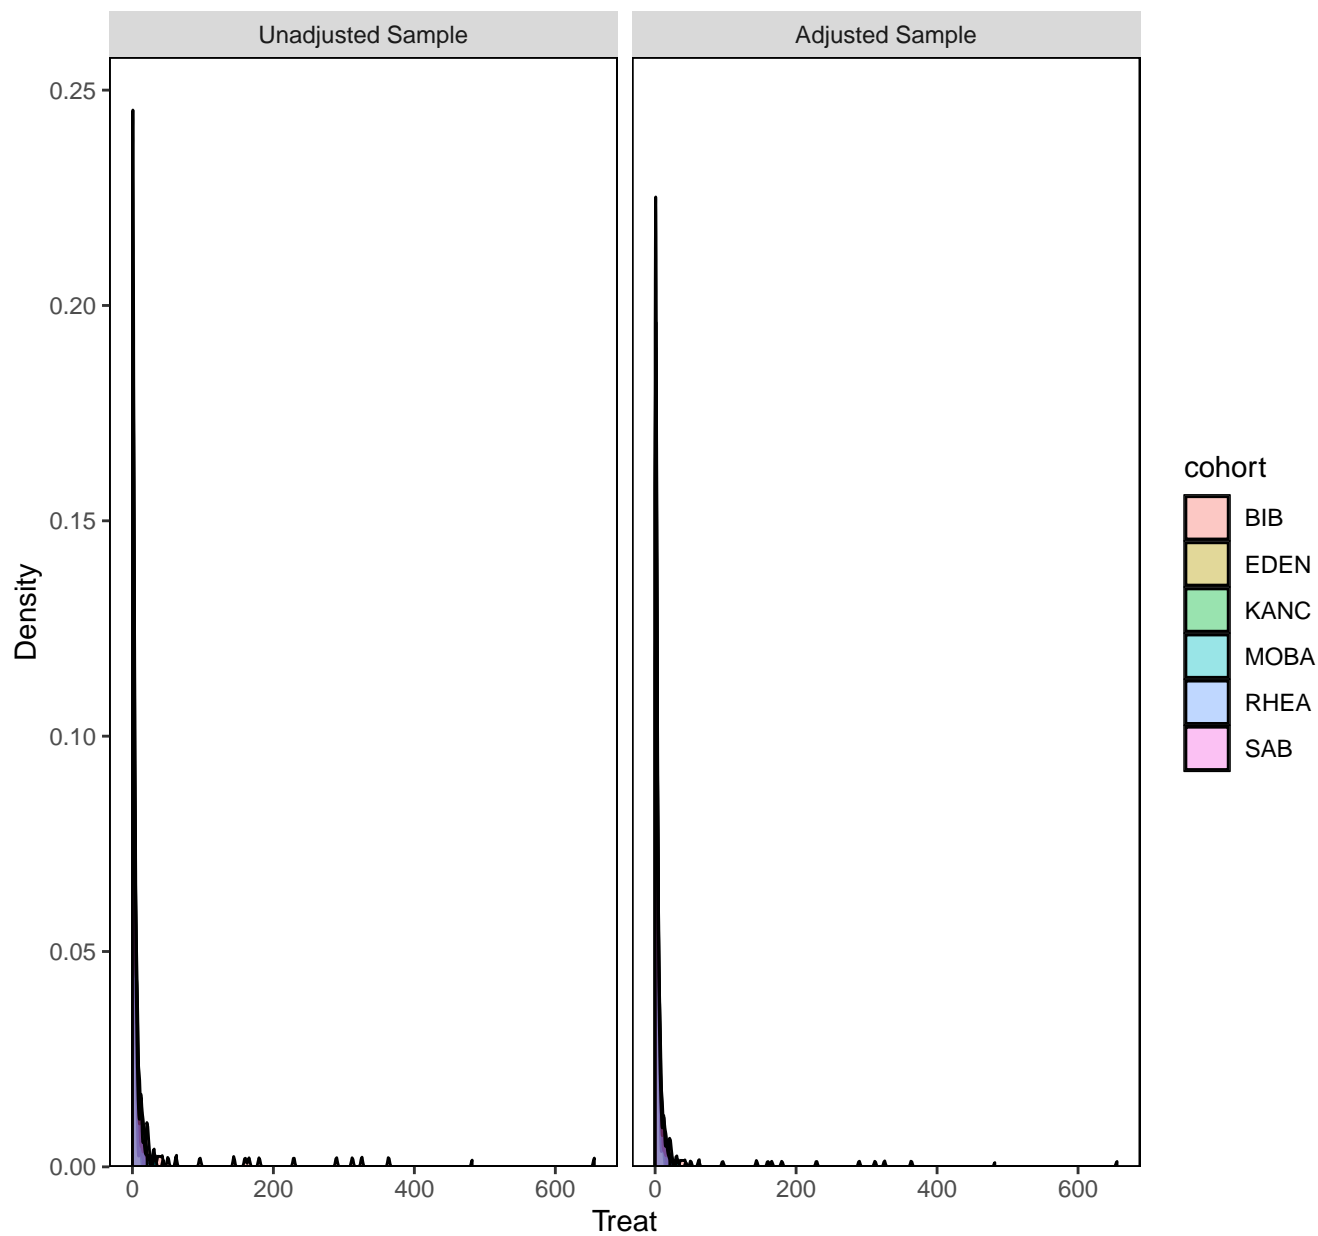 Unadjusted Sample
Adjusted Sample
0.25
0.20
0.15
0.10
0.05
0.00
Density
0
200
400
600
0
200
400
600
Treat
cohort
BIB
EDEN
KANC
MOBA
RHEA
SAB